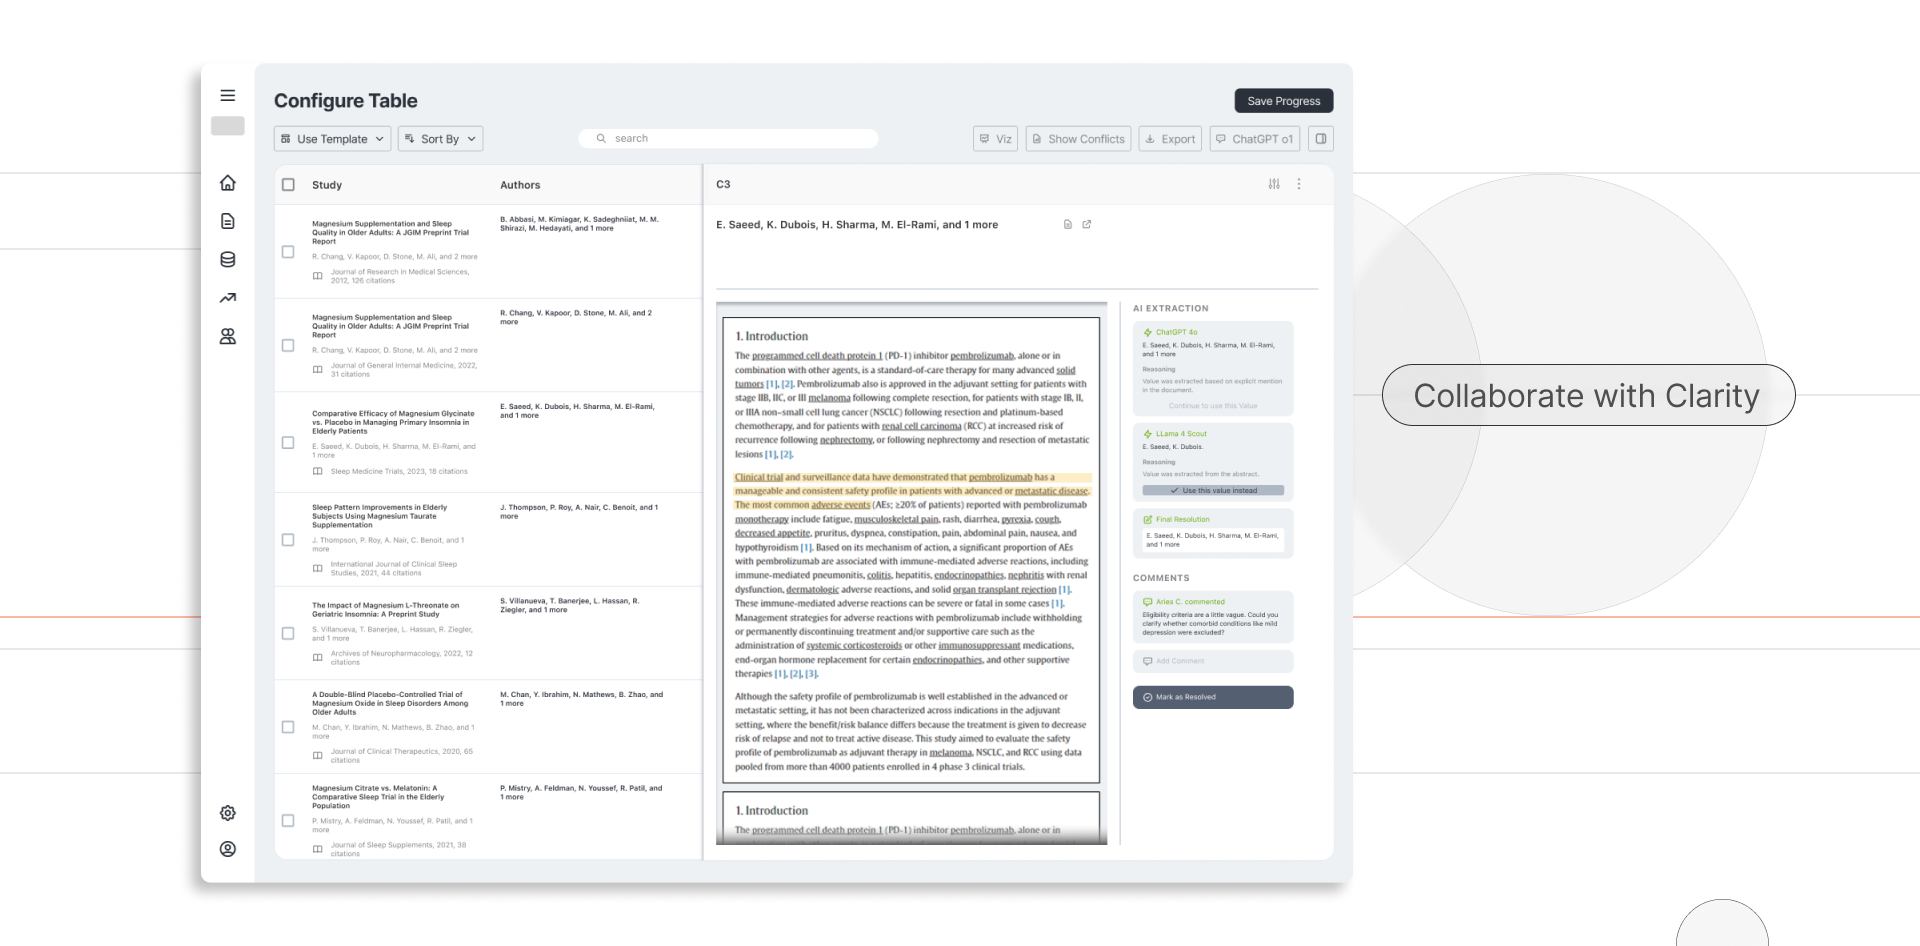 Configure Table
Save Progress
Use Template
Sort By
search
Viz
Show Conflicts
Export
ChatGPT o1
Study
Authors
Magnesium Supplementation and Sleep
Quality in Older Adults: A JGIM Preprint Trial
Report
R. Chang, V. Kapoor, D. Stone, M. Ali, and 2 more
Journal of Research in Medical Sciences,
2012, 126 citations
B. Abbasi, M. Kimiagar, K. Sadeghniiat, M. M.
Shirazi, M. Hedayati, and 1 more
Magnesium Supplementation and Sleep
Quality in Older Adults: A JGIM Preprint Trial
Report
R. Chang, V. Kapoor, D. Stone, M. Ali, and 2 more
Journal of General Internal Medicine, 2022,
31 citations
R. Chang, V. Kapoor, D. Stone, M. Ali, and 2
more
Comparative Efficacy of Magnesium Glycinate
vs. Placebo in Managing Primary Insomnia in
Elderly Patients
E. Saeed, K. Dubois, H. Sharma, M. El-Rami, and
1 more
Sleep Medicine Trials, 2023, 18 citations
E. Saeed, K. Dubois, H. Sharma, M. El-Rami,
and 1 more
Sleep Pattern Improvements in Elderly
Subjects Using Magnesium Taurate
Supplementation
J. Thompson, P. Roy, A. Nair, C. Benoit, and 1
more
International Journal of Clinical Sleep
Studies, 2021, 44 citations
J. Thompson, P. Roy, A. Nair, C. Benoit, and 1
more
The Impact of Magnesium L-Threonate on
Geriatric Insomnia: A Preprint Study
S. Villanueva, T. Banerjee, L. Hassan, R. Ziegler,
and 1 more
Archives of Neuropharmacology, 2022, 12
citations
S. Villanueva, T. Banerjee, L. Hassan, R.
Ziegler, and 1 more
A Double-Blind Placebo-Controlled Trial of
Magnesium Oxide in Sleep Disorders Among
Older Adults
M. Chan, Y. Ibrahim, N. Mathews, B. Zhao, and 1
more
Journal of Clinical Therapeutics, 2020, 65
citations
M. Chan, Y. Ibrahim, N. Mathews, B. Zhao, and
1 more
Magnesium Citrate vs. Melatonin: A
Comparative Sleep Trial in the Elderly
Population
P. Mistry, A. Feldman, N. Youssef, R. Patil, and 1
more
Journal of Sleep Supplements, 2021, 38
citations
P. Mistry, A. Feldman, N. Youssef, R. Patil, and
1 more
C3
E. Saeed, K. Dubois, H. Sharma, M. El-Rami, and 1 more
1. Introduction
The programmed cell death protein 1 (PD-1) inhibitor pembrolizumab, alone or in
combination with other agents, is a standard-of-care therapy for many advanced solid
tumors [1], [2]. Pembrolizumab also is approved in the adjuvant setting for patients with
stage IIB, IIC, or III melanoma following complete resection, for patients with stage IB, II,
or IIIA non-small cell lung cancer (NSCLC) following resection and platinum-based
chemotherapy, and for patients with renal cell carcinoma (RCC) at increased risk of
recurrence following nephrectomy, or following nephrectomy and resection of metastatic
lesions [1], [2].
Clinical trial and surveillance data have demonstrated that pembrolizumab has a
manageable and consistent safety profile in patients with advanced or metastatic disease.
The most common adverse events (AEs; ≥20% of patients) reported with pembrolizumab
monotherapy include fatigue, musculoskeletal pain, rash, diarrhea, pyrexia, cough,
decreased appetite, pruritus, dyspnea, constipation, pain, abdominal pain, nausea, and
hypothyroidism [1]. Based on its mechanism of action, a significant proportion of AEs
with pembrolizumab are associated with immune-mediated adverse reactions, including
immune-mediated pneumonitis, colitis, hepatitis, endocrinopathies, nephritis with renal
dysfunction, dermatologic adverse reactions, and solid organ transplant rejection [1].
These immune-mediated adverse reactions can be severe or fatal in some cases [1].
Management strategies for adverse reactions with pembrolizumab include withholding
or permanently discontinuing treatment and/or supportive care such as the
administration of systemic corticosteroids or other immunosuppressant medications,
end-organ hormone replacement for certain endocrinopathies, and other supportive
therapies [1], [2], [3].
Although the safety profile of pembrolizumab is well established in the advanced or
metastatic setting, it has not been characterized across indications in the adjuvant
setting, where the benefit/risk balance differs because the treatment is given to decrease
risk of relapse and not to treat active disease. This study aimed to evaluate the safety
profile of pembrolizumab as adjuvant therapy in melanoma, NSCLC, and RCC using data
pooled from more than 4000 patients enrolled in 4 phase 3 clinical trials.
1. Introduction
The programmed cell death protein 1 (PD-1) inhibitor pembrolizumab, alone or in
AI EXTRACTION
ChatGPT 4o
E. Saeed, K. Dubois, H. Sharma, M. El-Rami,
and 1 more
Reasoning
Value was extracted based on explicit mention
in the document.
Continue to use this Value
LLama 4 Scout
E. Saeed, K. Dubois.
Reasoning
Value was extracted from the abstract.
Use this value instead
Final Resolution
E. Saeed, K. Dubois, H. Sharma, M. El-Rami,
and 1 more
COMMENTS
Aries C. commented
Eligibility criteria are a little vague. Could you
clarify whether comorbid conditions like mild
depression were excluded?
Add Comment
Mark as Resolved
Collaborate with Clarity